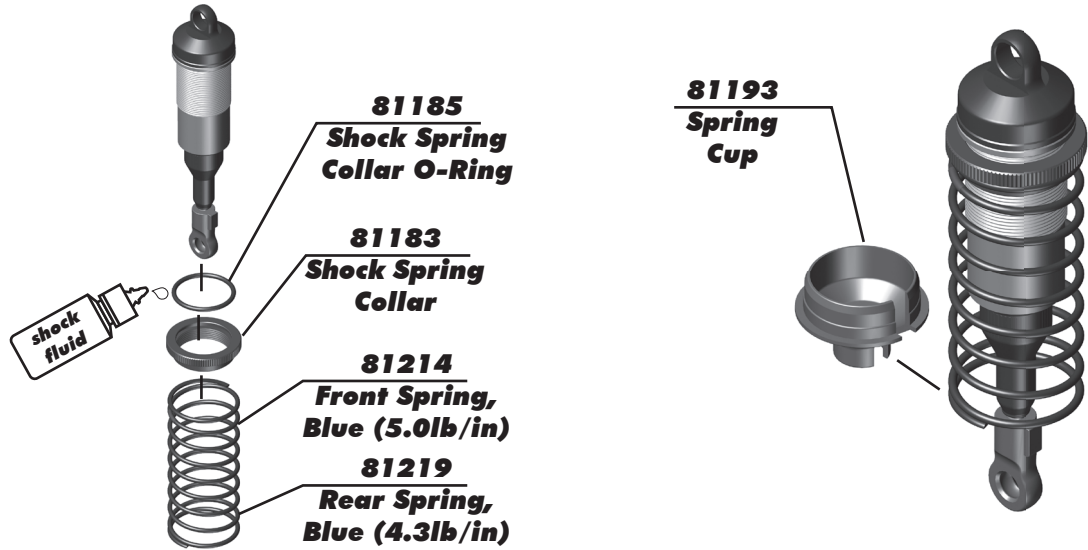 81185
Shock Spring
Collar O-Ring
81183
Shock Spring
Collar
shock
fluid
81214
Front Spring,
Blue (5.0lb/in)
81219
Rear Spring,
Blue (4.3lb/in)
81193
Spring
Cup